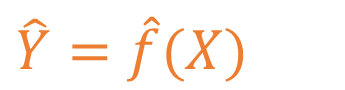 Ŷ = f̂(X)